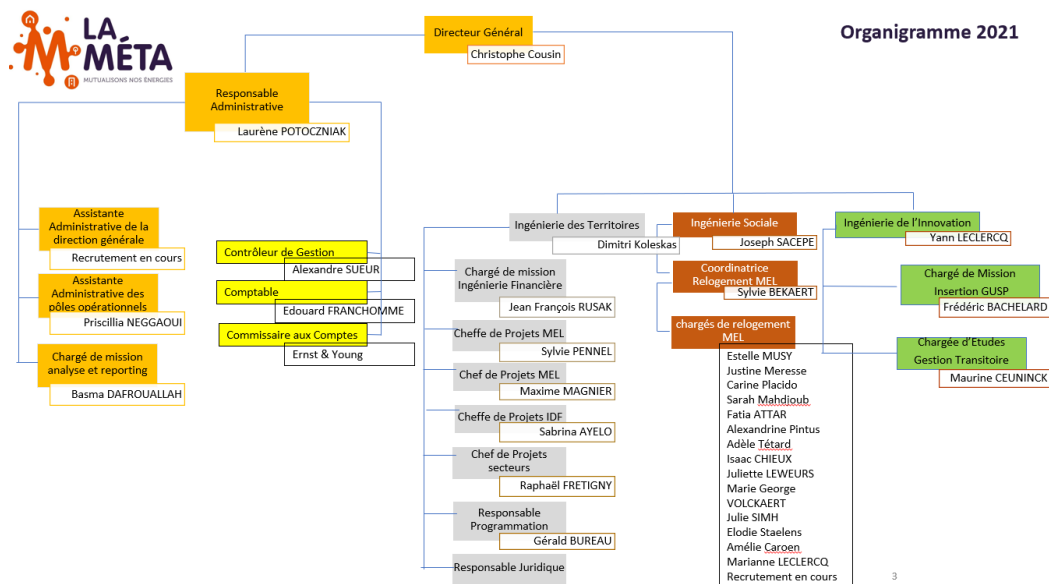 LA
MÉTA
MUTUALISONS NOS ÉNERGIES
Organigramme 2021
Directeur Général
Christophe Cousin
Responsable
Administrative
Laurène POTOCZNIAK
Assistante
Administrative de la
direction générale
Recrutement en cours
Assistante
Administrative des
pôles opérationnels
Priscillia NEGGAOUI
Chargé de mission
analyse et reporting
Basma DAFROUALLAH
Contrôleur de Gestion
Alexandre SUEUR
Comptable
Edouard FRANCHOMME
Commissaire aux Comptes
Ernst & Young
Ingénierie des Territoires
Dimitri Koleskas
Chargé de mission
Ingénierie Financière
Jean François RUSAK
Cheffe de Projets MEL
Sylvie PENNEL
Chef de Projets MEL
Maxime MAGNIER
Cheffe de Projets IDF
Sabrina AYELO
Chef de Projets
secteurs
Raphaël FRETIGNY
Responsable
Programmation
Gérald BUREAU
Responsable Juridique
Ingénierie Sociale
Joseph SACEPE
Coordinatrice
Relogement MEL
Sylvie BEKAERT
chargés de relogement
MEL
Estelle MUSY
Justine Meresse
Carine Placido
Sarah Mahdjoub
Fatia ATTAR
Alexandrine Pintus
Adèle Tétard
Isaac CHIEUX
Juliette LEWEURS
Marie George
VOLCKAERT
Julie SIMH
Elodie Staelens
Amélie Caroen
Marianne LECLERCQ
Recrutement en cours
Ingénierie de l'Innovation
Yann LECLERCQ
Chargé de Mission
Insertion GUSP
Frédéric BACHELARD
Chargée d'Etudes
Gestion Transitoire
Maurine CEUNINCK
3